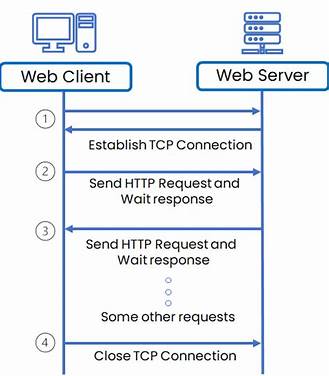 Web Client
Web Server
1
Establish TCP Connection
2
Send HTTP Request and
Wait response
3
Send HTTP Request and
Wait response
Some other requests
4
Close TCP Connection